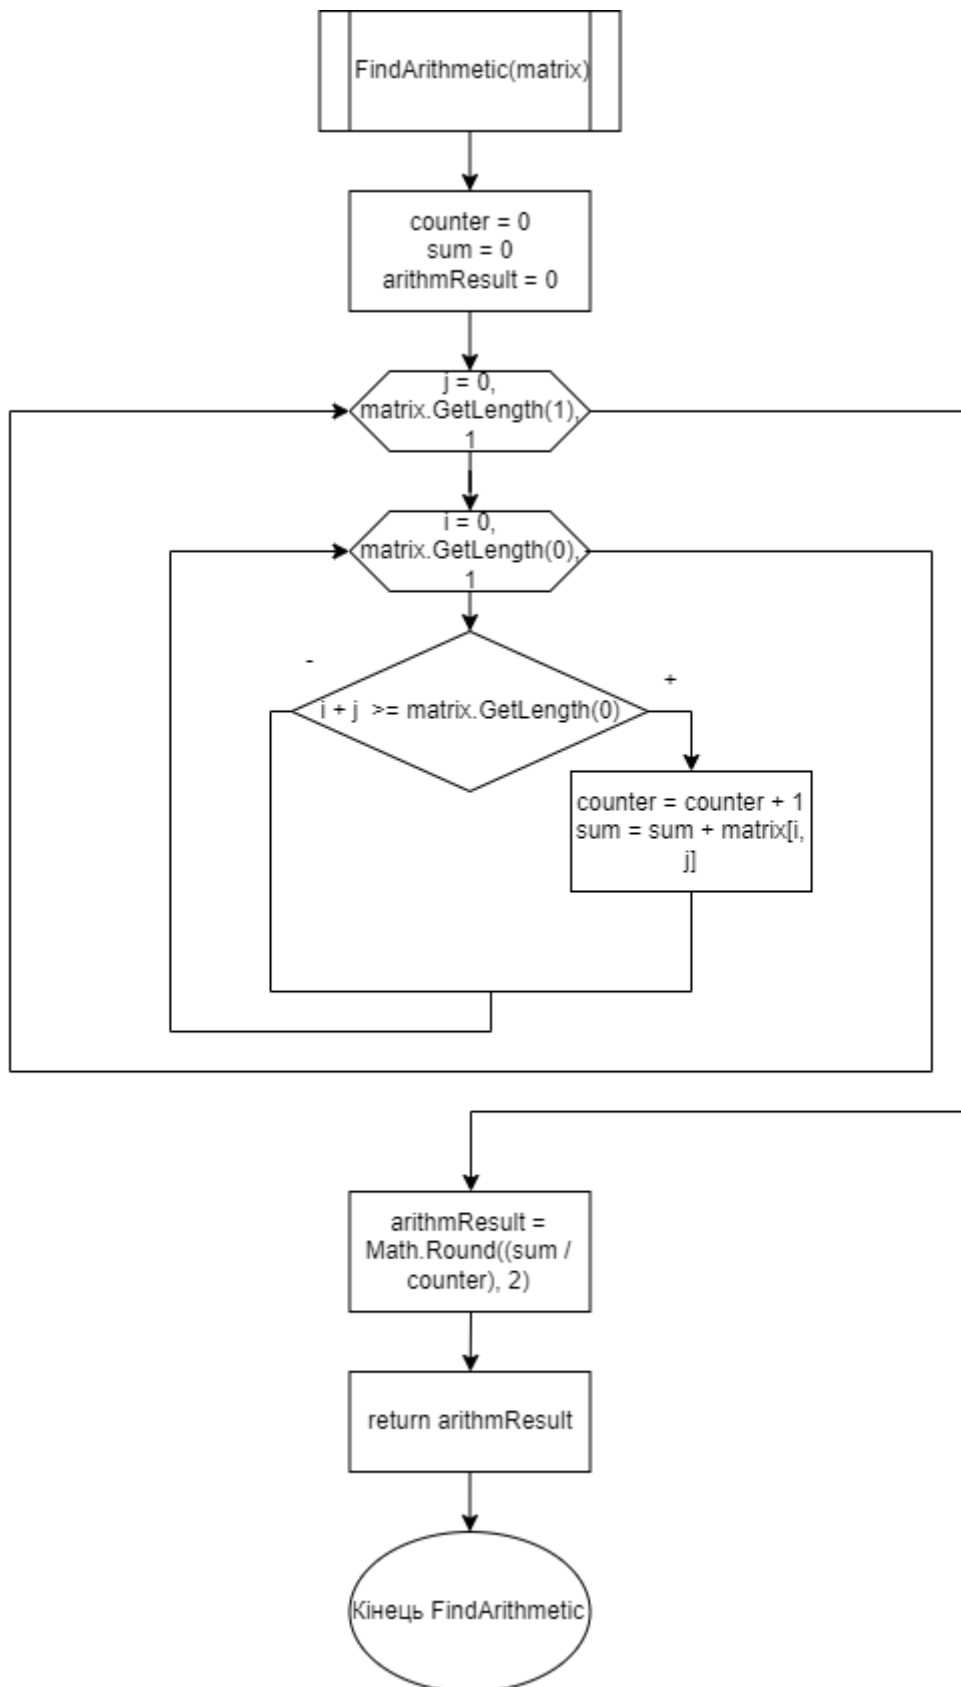 FindArithmetic(matrix)
counter = 0
sum = 0
arithmResult = 0
j = 0,
matrix.GetLength(1),
1
i = 0,
matrix.GetLength(0),
1
-
+
i + j  >= matrix.GetLength(0)
counter = counter + 1
sum = sum + matrix[i,
j]
arithmResult =
Math.Round((sum /
counter), 2)
return arithmResult
Кінець FindArithmetic